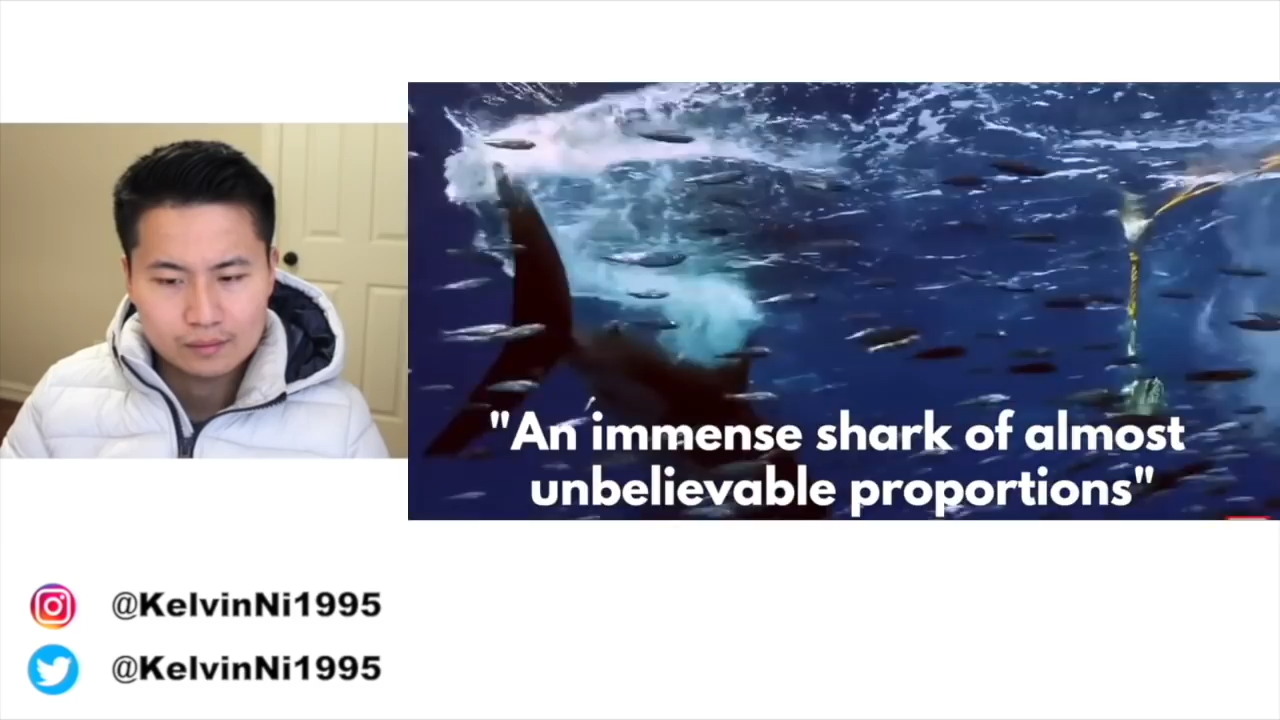 "An immense shark of almost
unbelievable proportions"
@KelvinNi1995
@KelvinNi1995